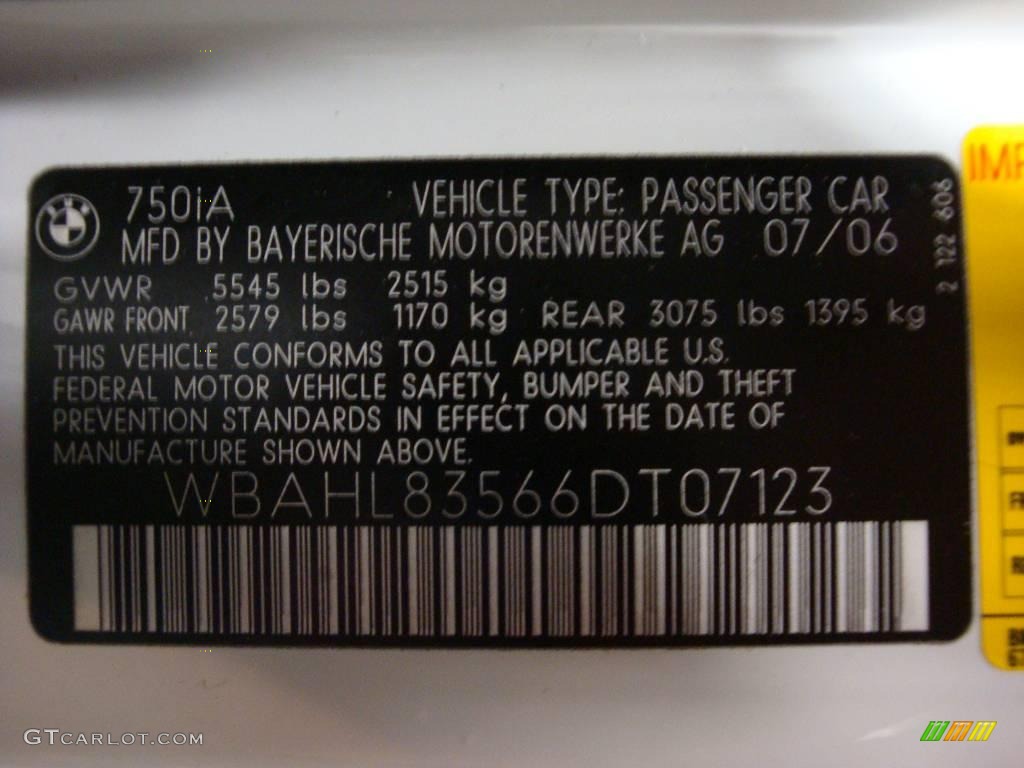 750iA VEHICLE TYPE: PASSENGER CAR
MFD BY BAYERISCHE MOTORENWERKE AG 07/06
GVWR 5545 lbs 2515 kg
GAWR FRONT 2579 lbs 1170 kg REAR 3075 lbs 1395 kg
THIS VEHICLE CONFORMS TO ALL APPLICABLE U.S.
FEDERAL MOTOR VEHICLE SAFETY, BUMPER AND THEFT
PREVENTION STANDARDS IN EFFECT ON THE DATE OF
MANUFACTURE SHOWN ABOVE.
WBAHL83566DT07123
2 122 606
BMW
GTCARLOT.COM